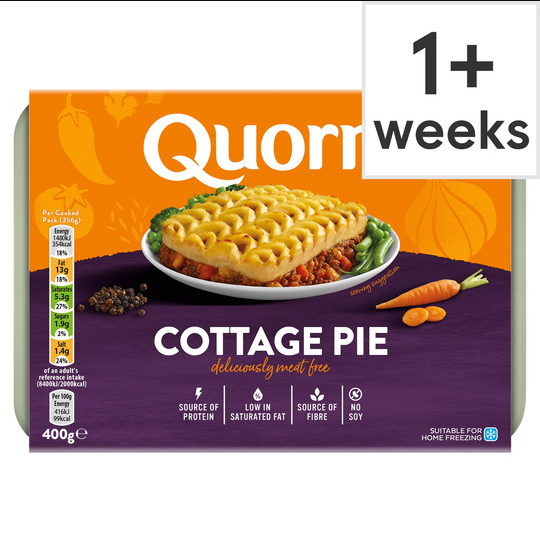 1+
weeks
Quorn
Per Cooked
Pack (356g)
Energy
1480kJ
354kcal
18%
Fat
13g
18%
Saturates
5.3g
27%
Sugars
1.9g
2%
Salt
1.4g
24%
of an adult's
reference intake
(8400kJ/2000kcal)
Per 100g
Energy
416kJ
99kcal
400g℮
serving suggestion
COTTAGE PIE
deliciously meat free
SOURCE OF
PROTEIN
LOW IN
SATURATED FAT
SOURCE OF
FIBRE
NO
SOY
SUITABLE FOR
HOME FREEZING